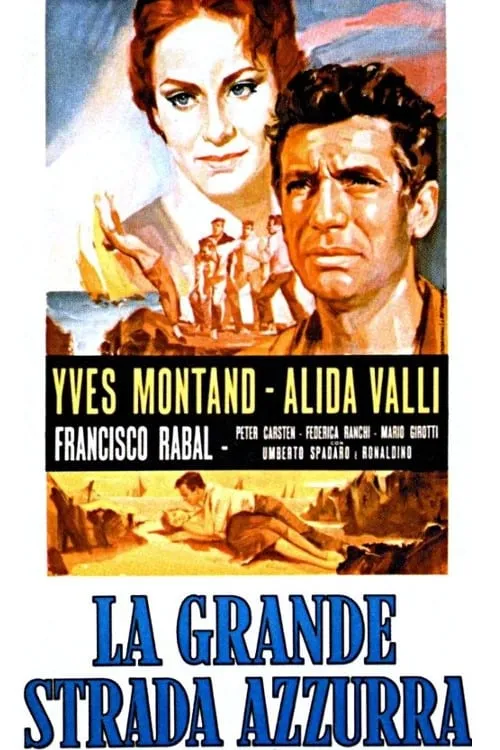 YVES MONTAND - ALIDA VALLI
FRANCISCO RABAL -
PETER CARSTEN - FEDERICA RANCHI - MARIO GIROTTI
CON
UMBERTO SPADARO E RONALDINO
LA GRANDE
STRADA AZZURRA